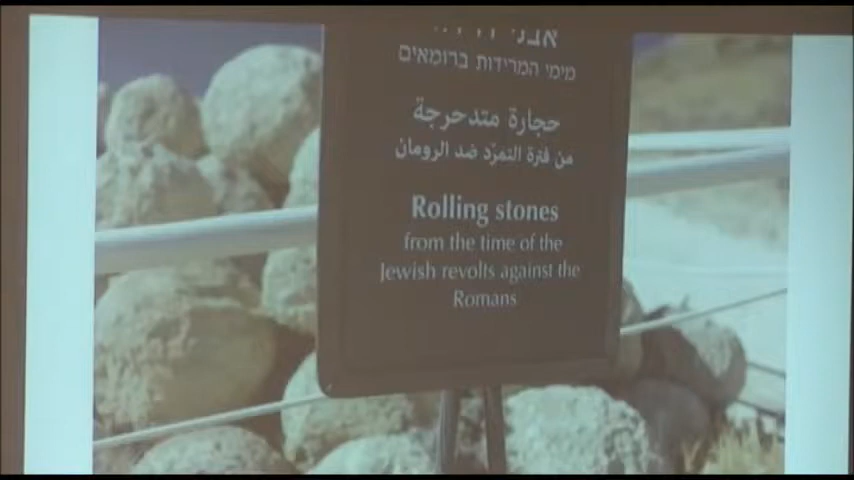 אבני
מימי המרידות ברומאים
حجارة متدحرجة
من فترة التمرّد ضد الرومان
Rolling stones
from the time of the
Jewish revolts against the
Romans